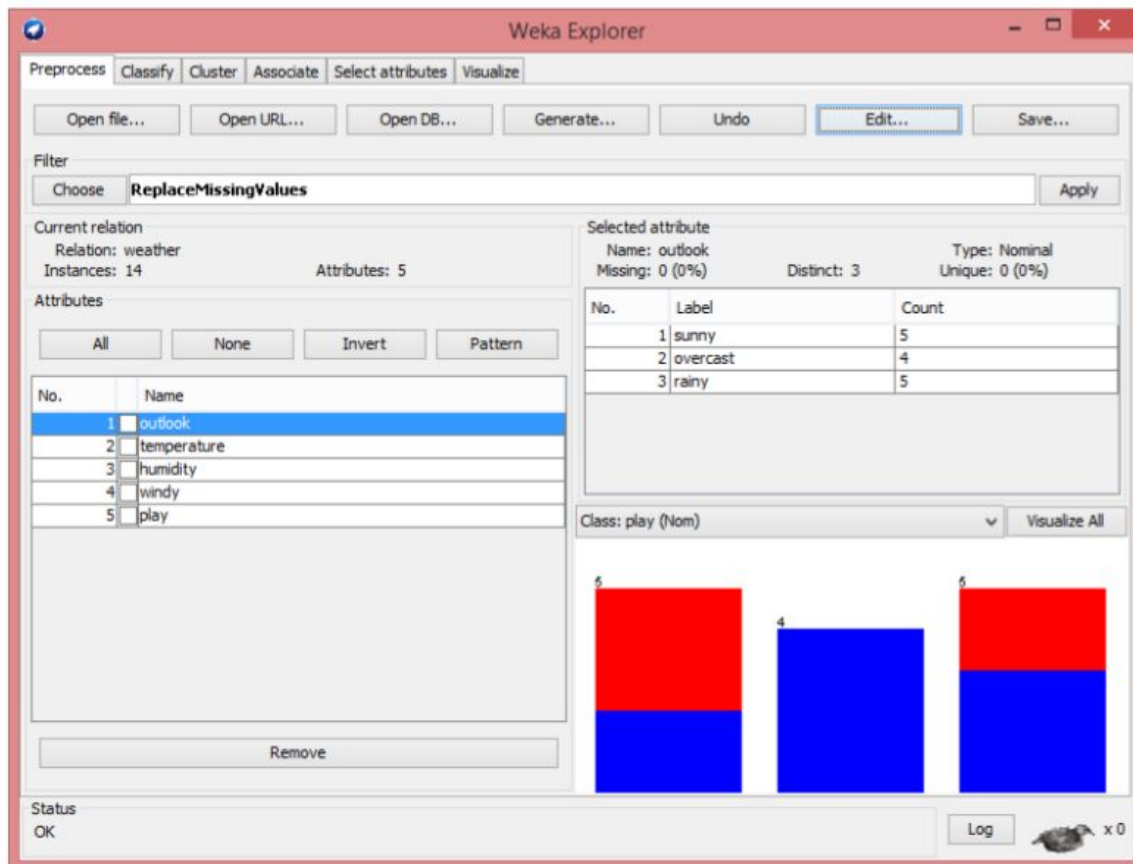 Weka Explorer
Preprocess Classify Cluster Associate Select attributes Visualize
Open file... Open URL... Open DB... Generate... Undo Edit... Save...
Filter
Choose ReplaceMissingValues Apply
Current relation
Relation: weather
Instances: 14 Attributes: 5
Attributes
All None Invert Pattern
No. Name
1 outlook
2 temperature
3 humidity
4 windy
5 play
Remove
Selected attribute
Name: outlook Type: Nominal
Missing: 0 (0%) Distinct: 3 Unique: 0 (0%)
No. Label Count
1 sunny 5
2 overcast 4
3 rainy 5
Class: play (Nom) Visualize All
5 4 5
Status
OK Log x 0